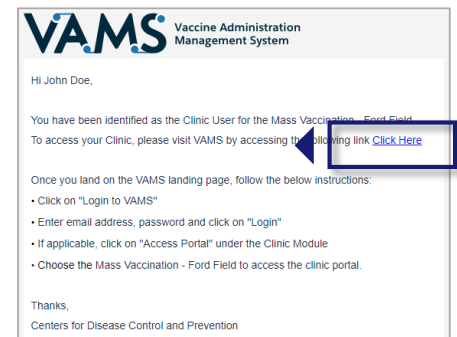 VAMS Vaccine Administration
Management System
Hi John Doe,
You have been identified as the Clinic User for the Mass Vaccination - Ford Field
To access your Clinic, please visit VAMS by accessing the following link Click Here
Once you land on the VAMS landing page, follow the below instructions:
• Click on "Login to VAMS"
• Enter email address, password and click on "Login"
• If applicable, click on "Access Portal" under the Clinic Module
• Choose the Mass Vaccination - Ford Field to access the clinic portal.
Thanks,
Centers for Disease Control and Prevention